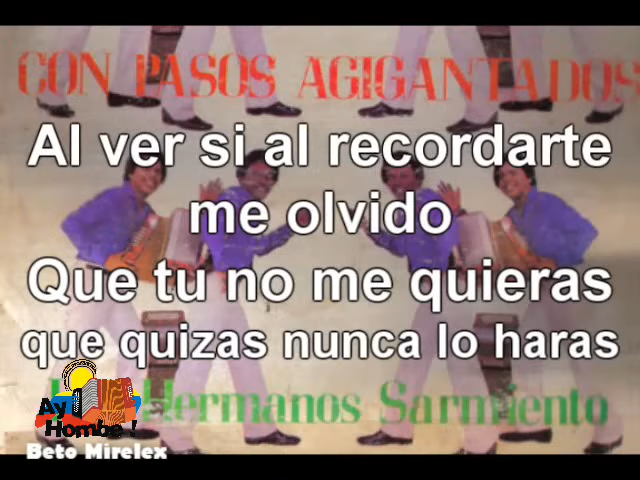 CON PASOS AGIGANTADOS
Al ver si al recordarte
me olvido
Que tu no me quieras
que quizas nunca lo haras
Hermanos Sarmiento
Ay
Hombe !
Beto Mirelex